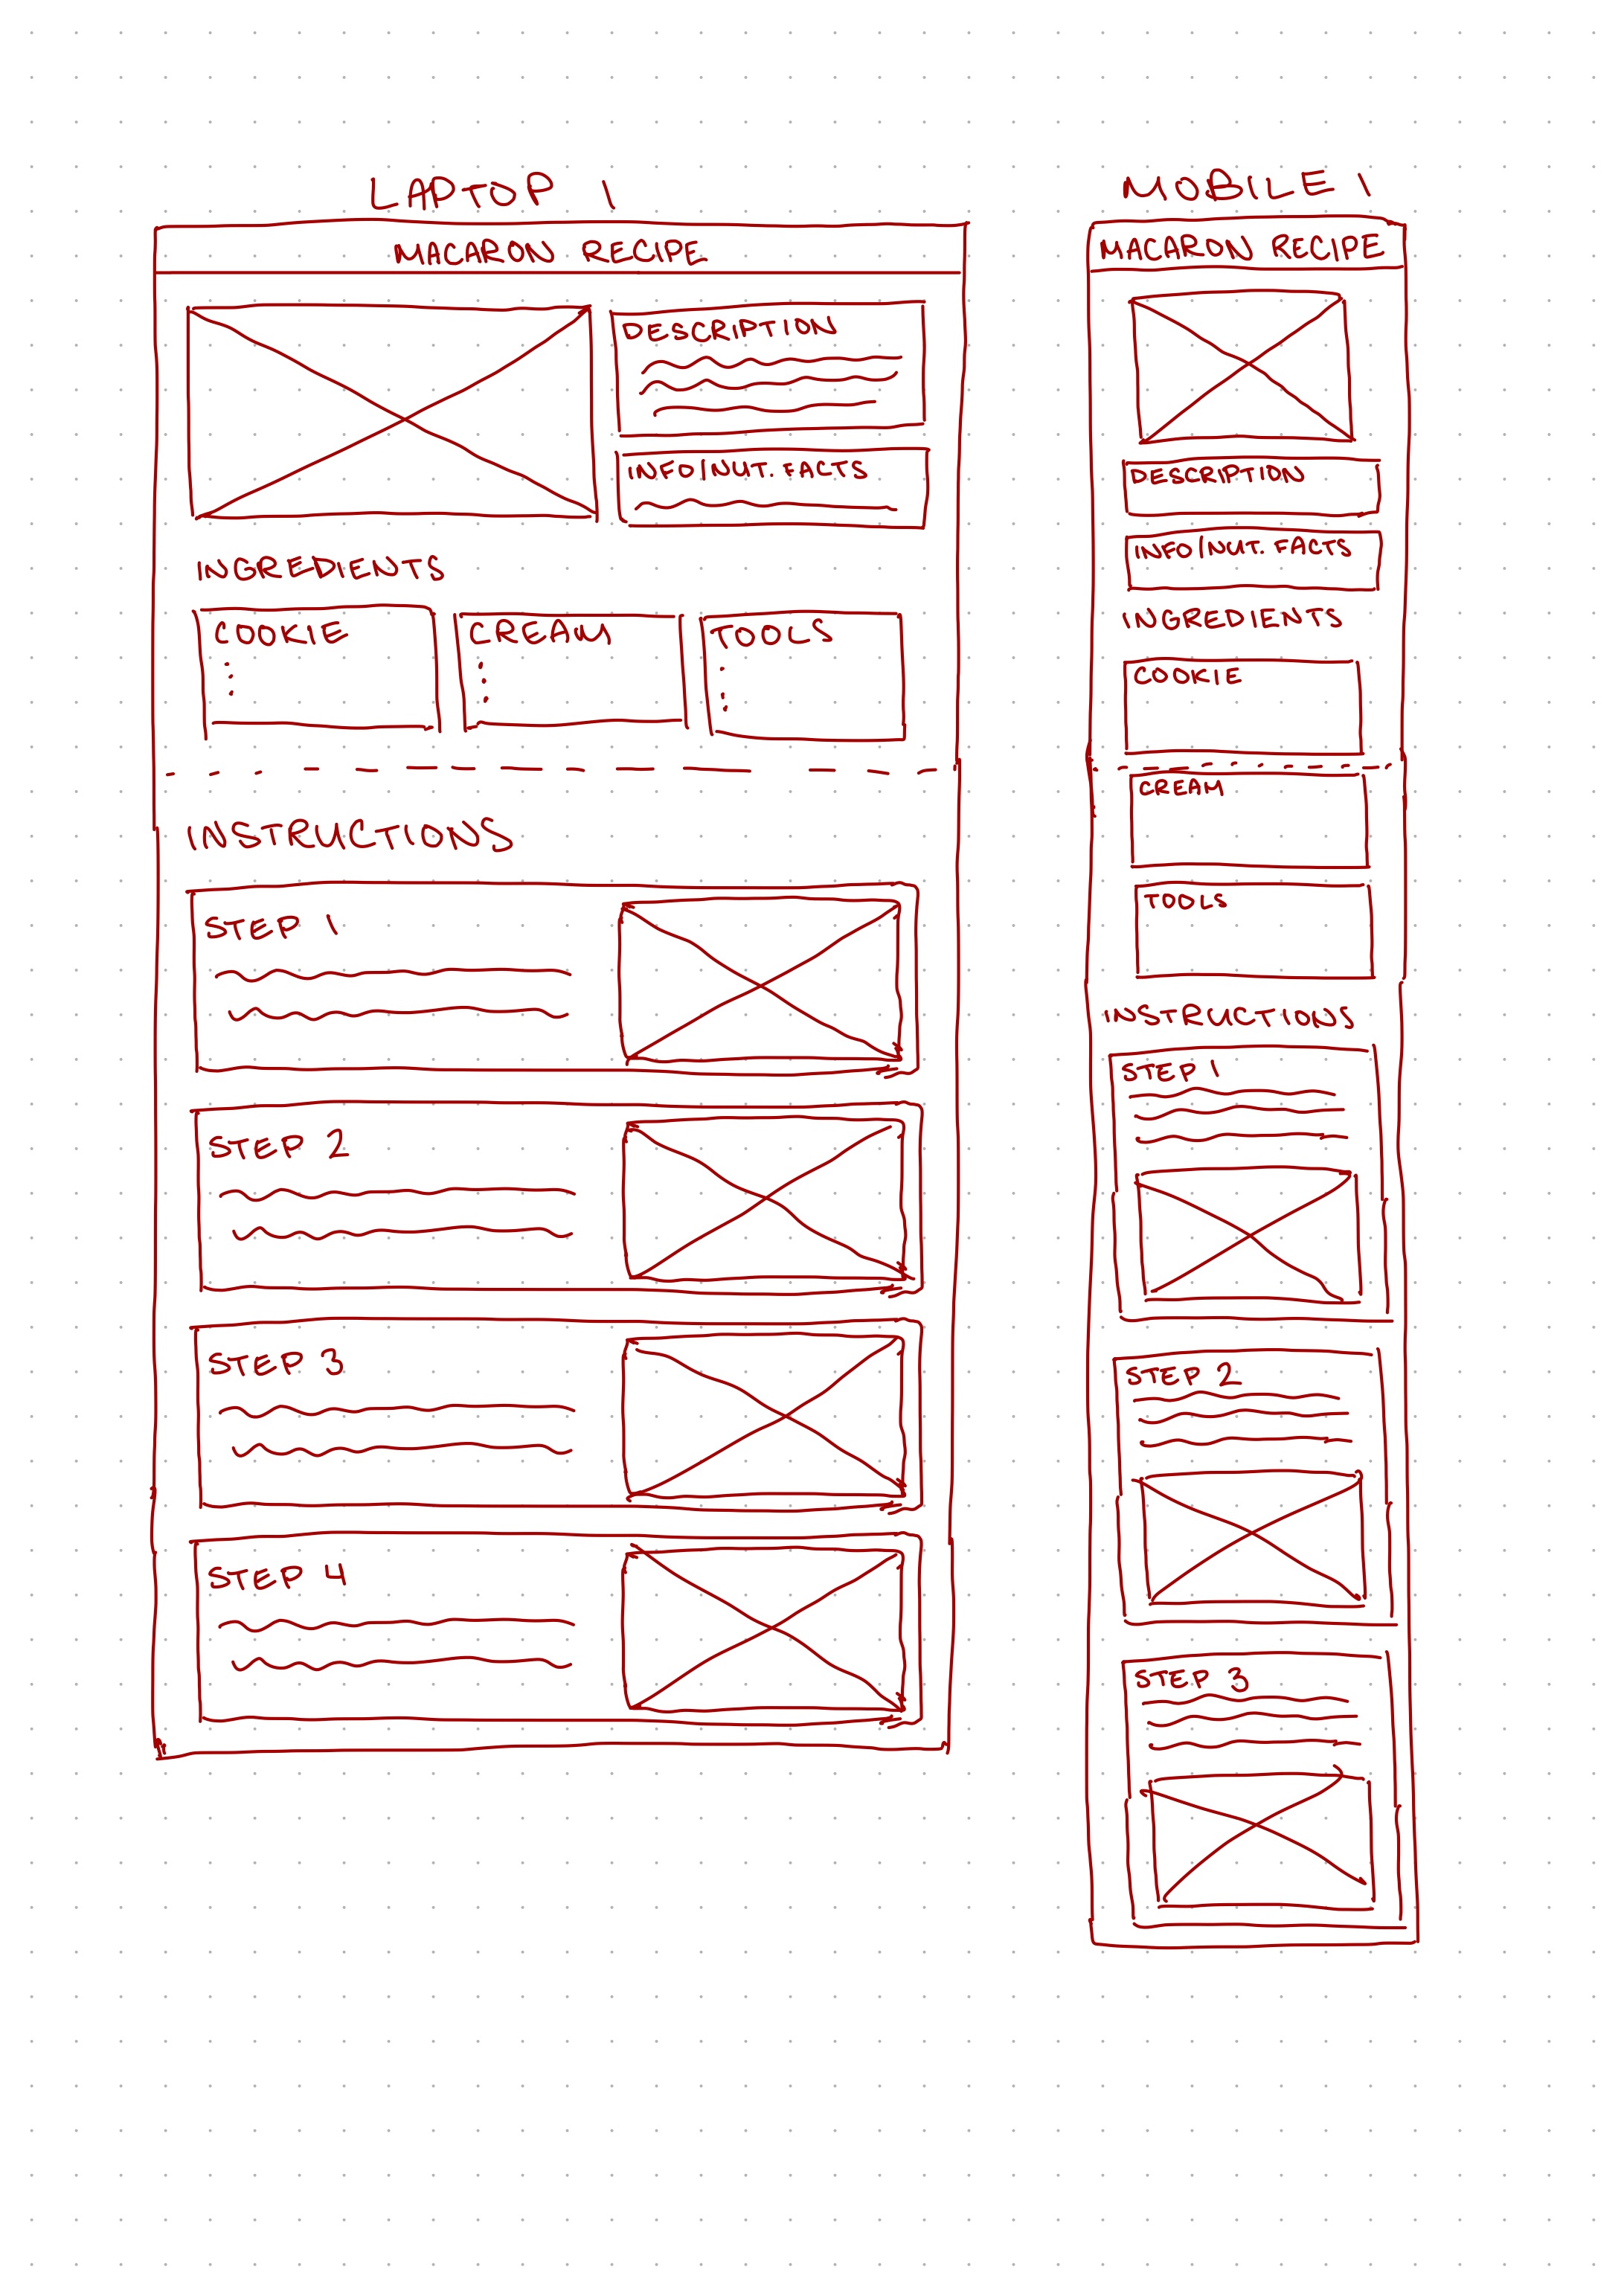 LAPTOP 1
MACARON RECIPE
DESCRIPTION
INFO/NUT. FACTS
INGREDIENTS
COOKIE
CREAM
TOOLS
INSTRUCTIONS
STEP 1
STEP 2
STEP 3
STEP 4
MOBILE 1
MACARON RECIPE
DESCRIPTION
INFO/NUT. FACTS
INGREDIENTS
COOKIE
CREAM
TOOLS
INSTRUCTIONS
STEP 1
STEP 2
STEP 3